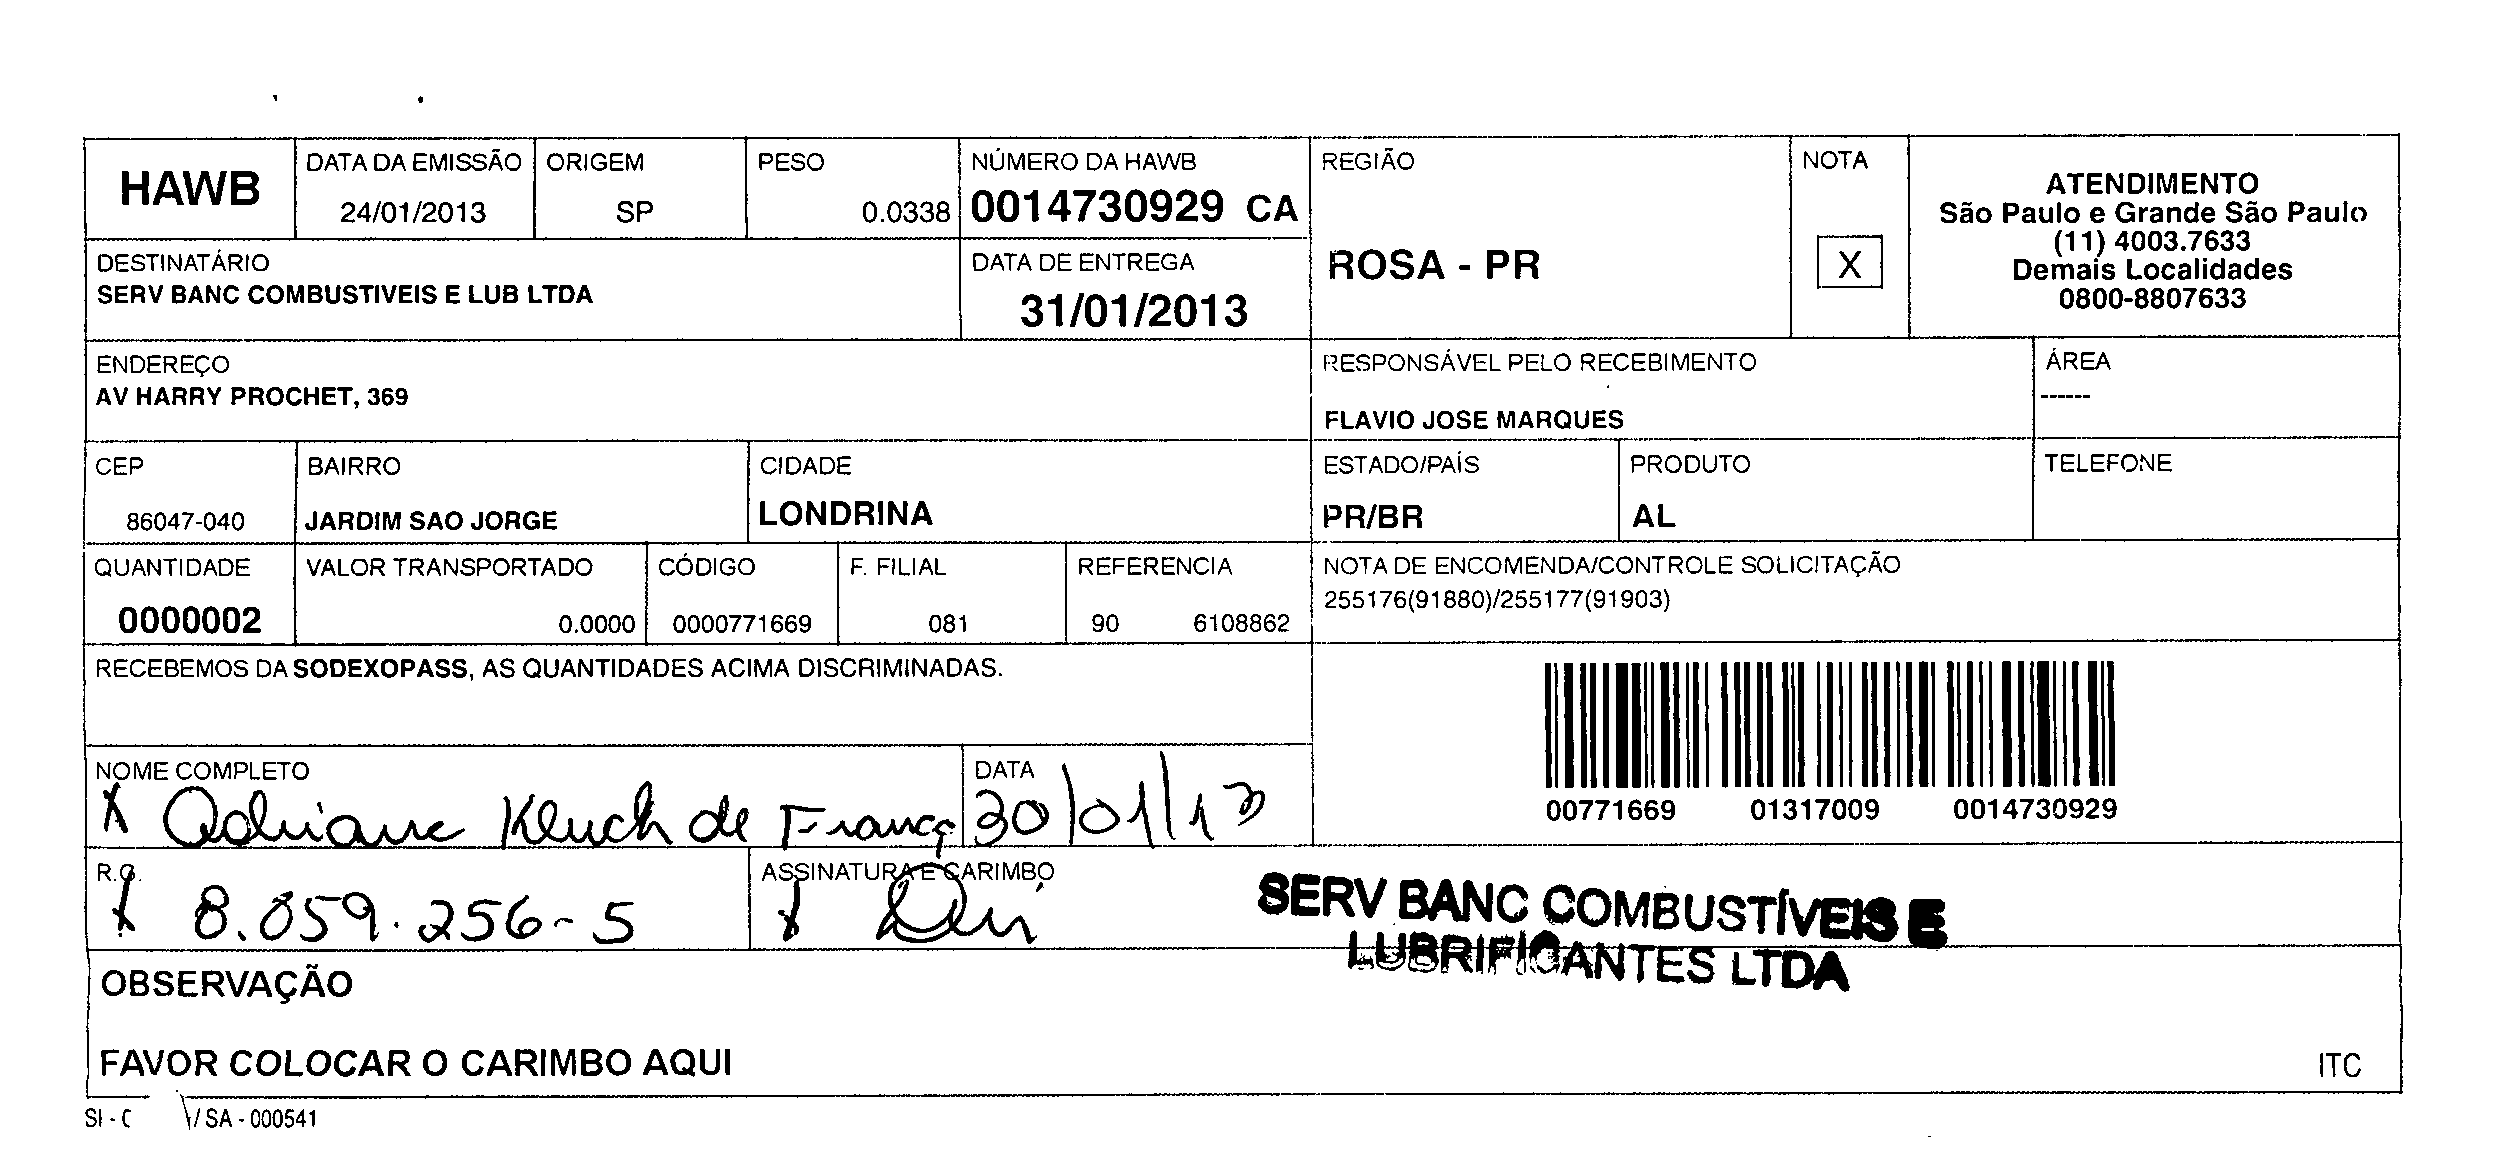 HAWB
DATA DA EMISSÃO
24/01/2013
ORIGEM
SP
PESO
0.0338
NÚMERO DA HAWB
0014730929 CA
REGIÃO
ROSA - PR
NOTA
X
ATENDIMENTO
São Paulo e Grande São Paulo
(11) 4003.7633
Demais Localidades
0800-8807633
DESTINATÁRIO
SERV BANC COMBUSTIVEIS E LUB LTDA
DATA DE ENTREGA
31/01/2013
ENDEREÇO
AV HARRY PROCHET, 369
RESPONSÁVEL PELO RECEBIMENTO
FLAVIO JOSE MARQUES
ÁREA
------
CEP
86047-040
BAIRRO
JARDIM SAO JORGE
CIDADE
LONDRINA
ESTADO/PAÍS
PR/BR
PRODUTO
AL
TELEFONE
QUANTIDADE
0000002
VALOR TRANSPORTADO
0.0000
CÓDIGO
0000771669
F. FILIAL
081
REFERENCIA
90 6108862
NOTA DE ENCOMENDA/CONTROLE SOLICITAÇÃO
255176(91880)/255177(91903)
RECEBEMOS DA SODEXOPASS, AS QUANTIDADES ACIMA DISCRIMINADAS.
00771669 01317009 0014730929
NOME COMPLETO
X Adriane Kluch de França
DATA
30/01/13
R.G.
X 8.059.256-5
ASSINATURA E CARIMBO
X
SERV BANC COMBUSTÍVEIS E
LUBRIFICANTES LTDA
OBSERVAÇÃO
FAVOR COLOCAR O CARIMBO AQUI
ITC
SI - C / SA - 000541